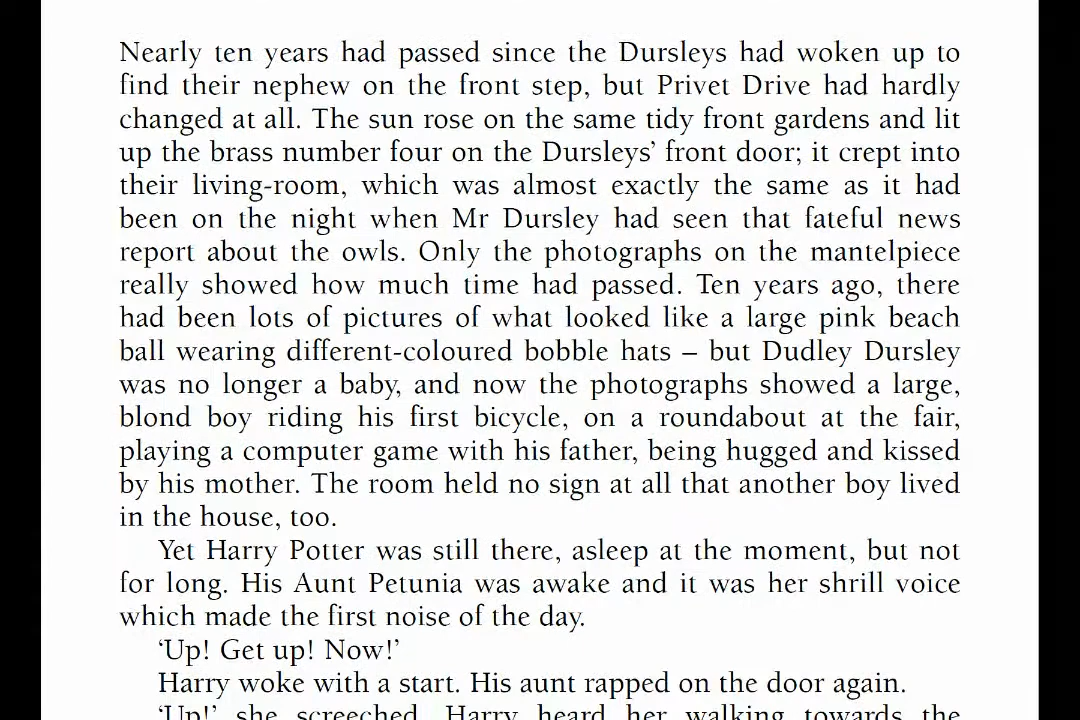 Nearly ten years had passed since the Dursleys had woken up to
find their nephew on the front step, but Privet Drive had hardly
changed at all. The sun rose on the same tidy front gardens and lit
up the brass number four on the Dursleys’ front door; it crept into
their living-room, which was almost exactly the same as it had
been on the night when Mr Dursley had seen that fateful news
report about the owls. Only the photographs on the mantelpiece
really showed how much time had passed. Ten years ago, there
had been lots of pictures of what looked like a large pink beach
ball wearing different-coloured bobble hats – but Dudley Dursley
was no longer a baby, and now the photographs showed a large,
blond boy riding his first bicycle, on a roundabout at the fair,
playing a computer game with his father, being hugged and kissed
by his mother. The room held no sign at all that another boy lived
in the house, too.
Yet Harry Potter was still there, asleep at the moment, but not
for long. His Aunt Petunia was awake and it was her shrill voice
which made the first noise of the day.
‘Up! Get up! Now!’
Harry woke with a start. His aunt rapped on the door again.
‘Up!’ she screeched. Harry heard her walking towards the